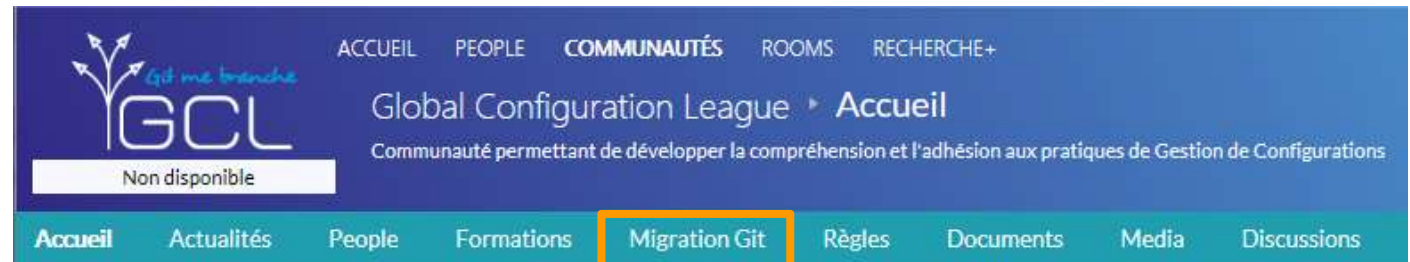 ACCUEIL PEOPLE COMMUNAUTÉS ROOMS RECHERCHE+
Git me branche
GCL
Global Configuration League ▸ Accueil
Communauté permettant de développer la compréhension et l'adhésion aux pratiques de Gestion de Configurations
Non disponible
Accueil Actualités People Formations Migration Git Règles Documents Media Discussions